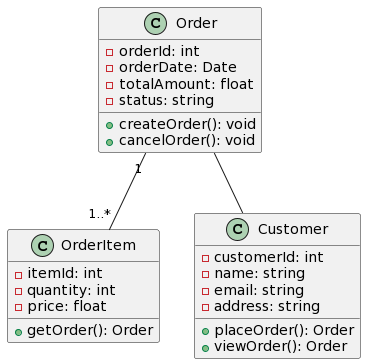 C Order
orderId: int
orderDate: Date
totalAmount: float
status: string
createOrder(): void
cancelOrder(): void
1
1..*
C OrderItem
itemId: int
quantity: int
price: float
getOrder(): Order
C Customer
customerId: int
name: string
email: string
address: string
placeOrder(): Order
viewOrder(): Order